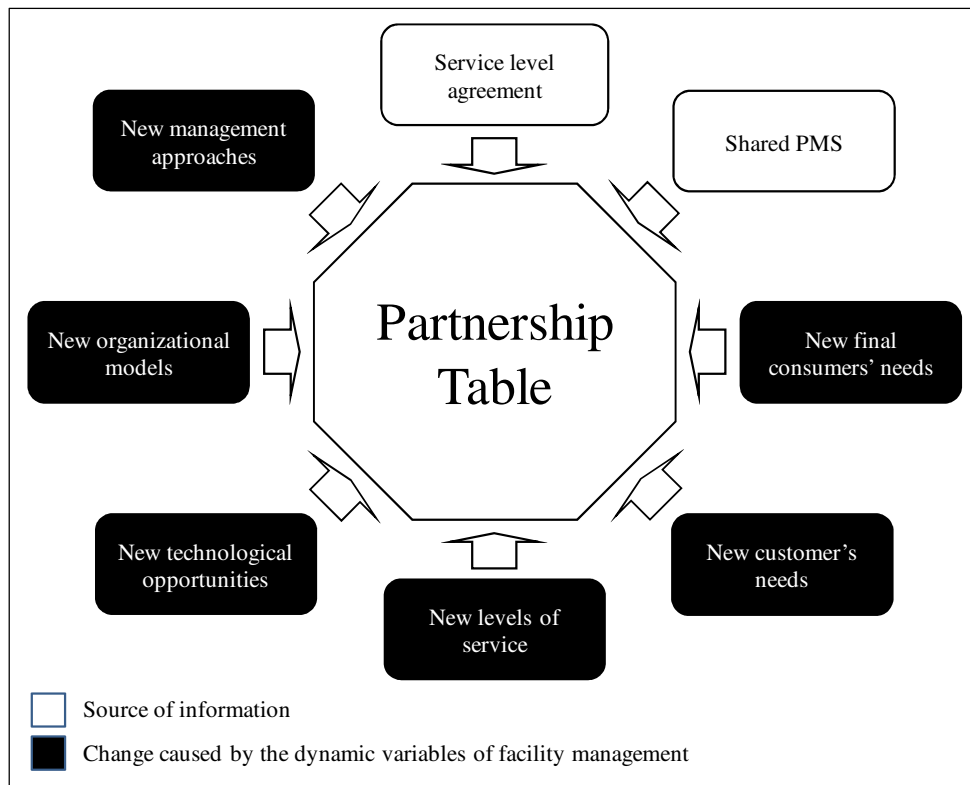 Service level
agreement
New management
approaches
Shared PMS
Partnership
Table
New organizational
models
New final
consumers’ needs
New technological
opportunities
New customer’s
needs
New levels of
service
Source of information
Change caused by the dynamic variables of facility management